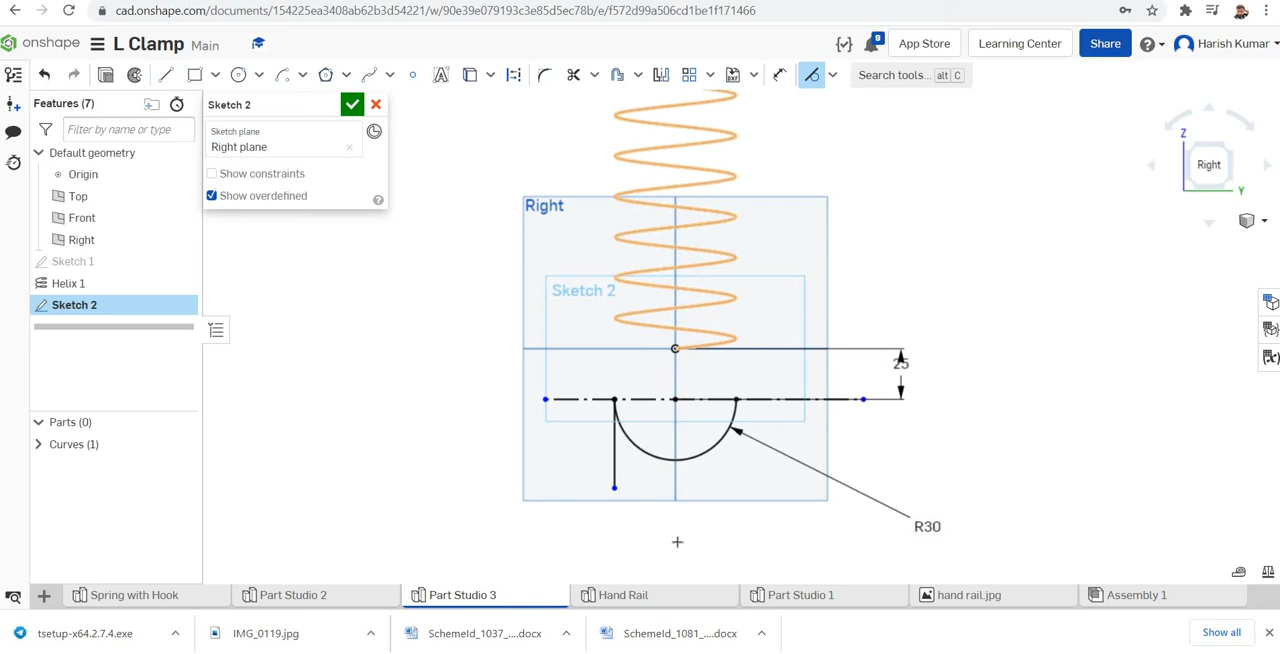 cad.onshape.com/documents/154225ea3408ab62b3d54221/w/90e39e079193c3e85d5ec78b/e/f572d99a506cd1be1f171466
onshape L Clamp Main 9 App Store Learning Center Share Harish Kumar
Search tools... alt C
Features (7)
Filter by name or type
Default geometry
Origin
Top
Front
Right
Sketch 1
Helix 1
Sketch 2
Parts (0)
Curves (1)
Sketch 2
Sketch plane
Right plane
Show constraints
Show overdefined
Right
Sketch 2
25
R30
Z
Right
Y
(x)
Spring with Hook Part Studio 2 Part Studio 3 Hand Rail Part Studio 1 hand rail.jpg Assembly 1
tsetup-x64.2.7.4.exe IMG_0119.jpg SchemeId_1037_....docx SchemeId_1081_....docx Show all